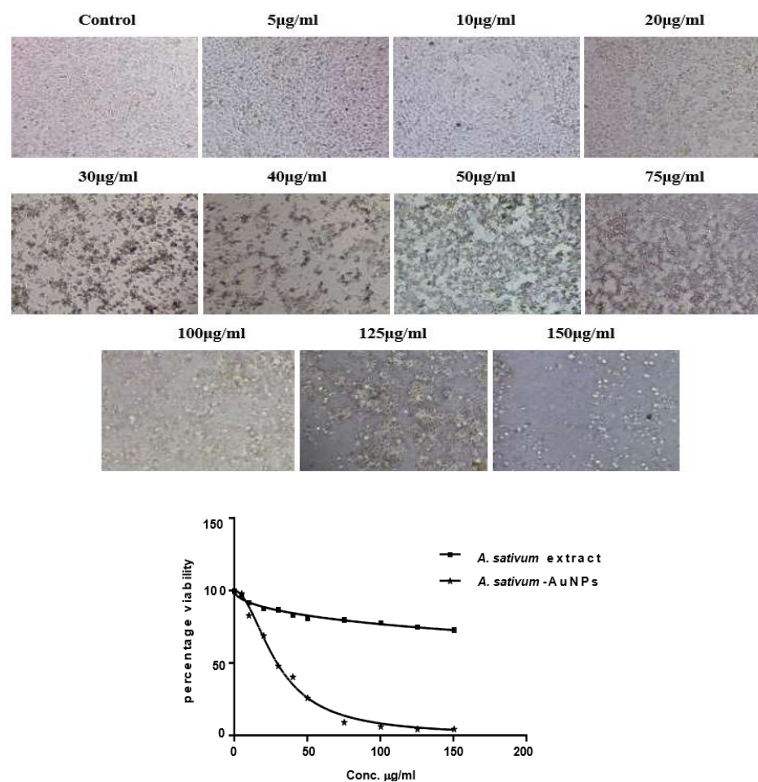 Control 5µg/ml 10µg/ml 20µg/ml
30µg/ml 40µg/ml 50µg/ml 75µg/ml
100µg/ml 125µg/ml 150µg/ml
150
100
50
0
percentage viability
A. sativum extract
A. sativum -AuNPs
0 50 100 150 200
Conc. µg/ml